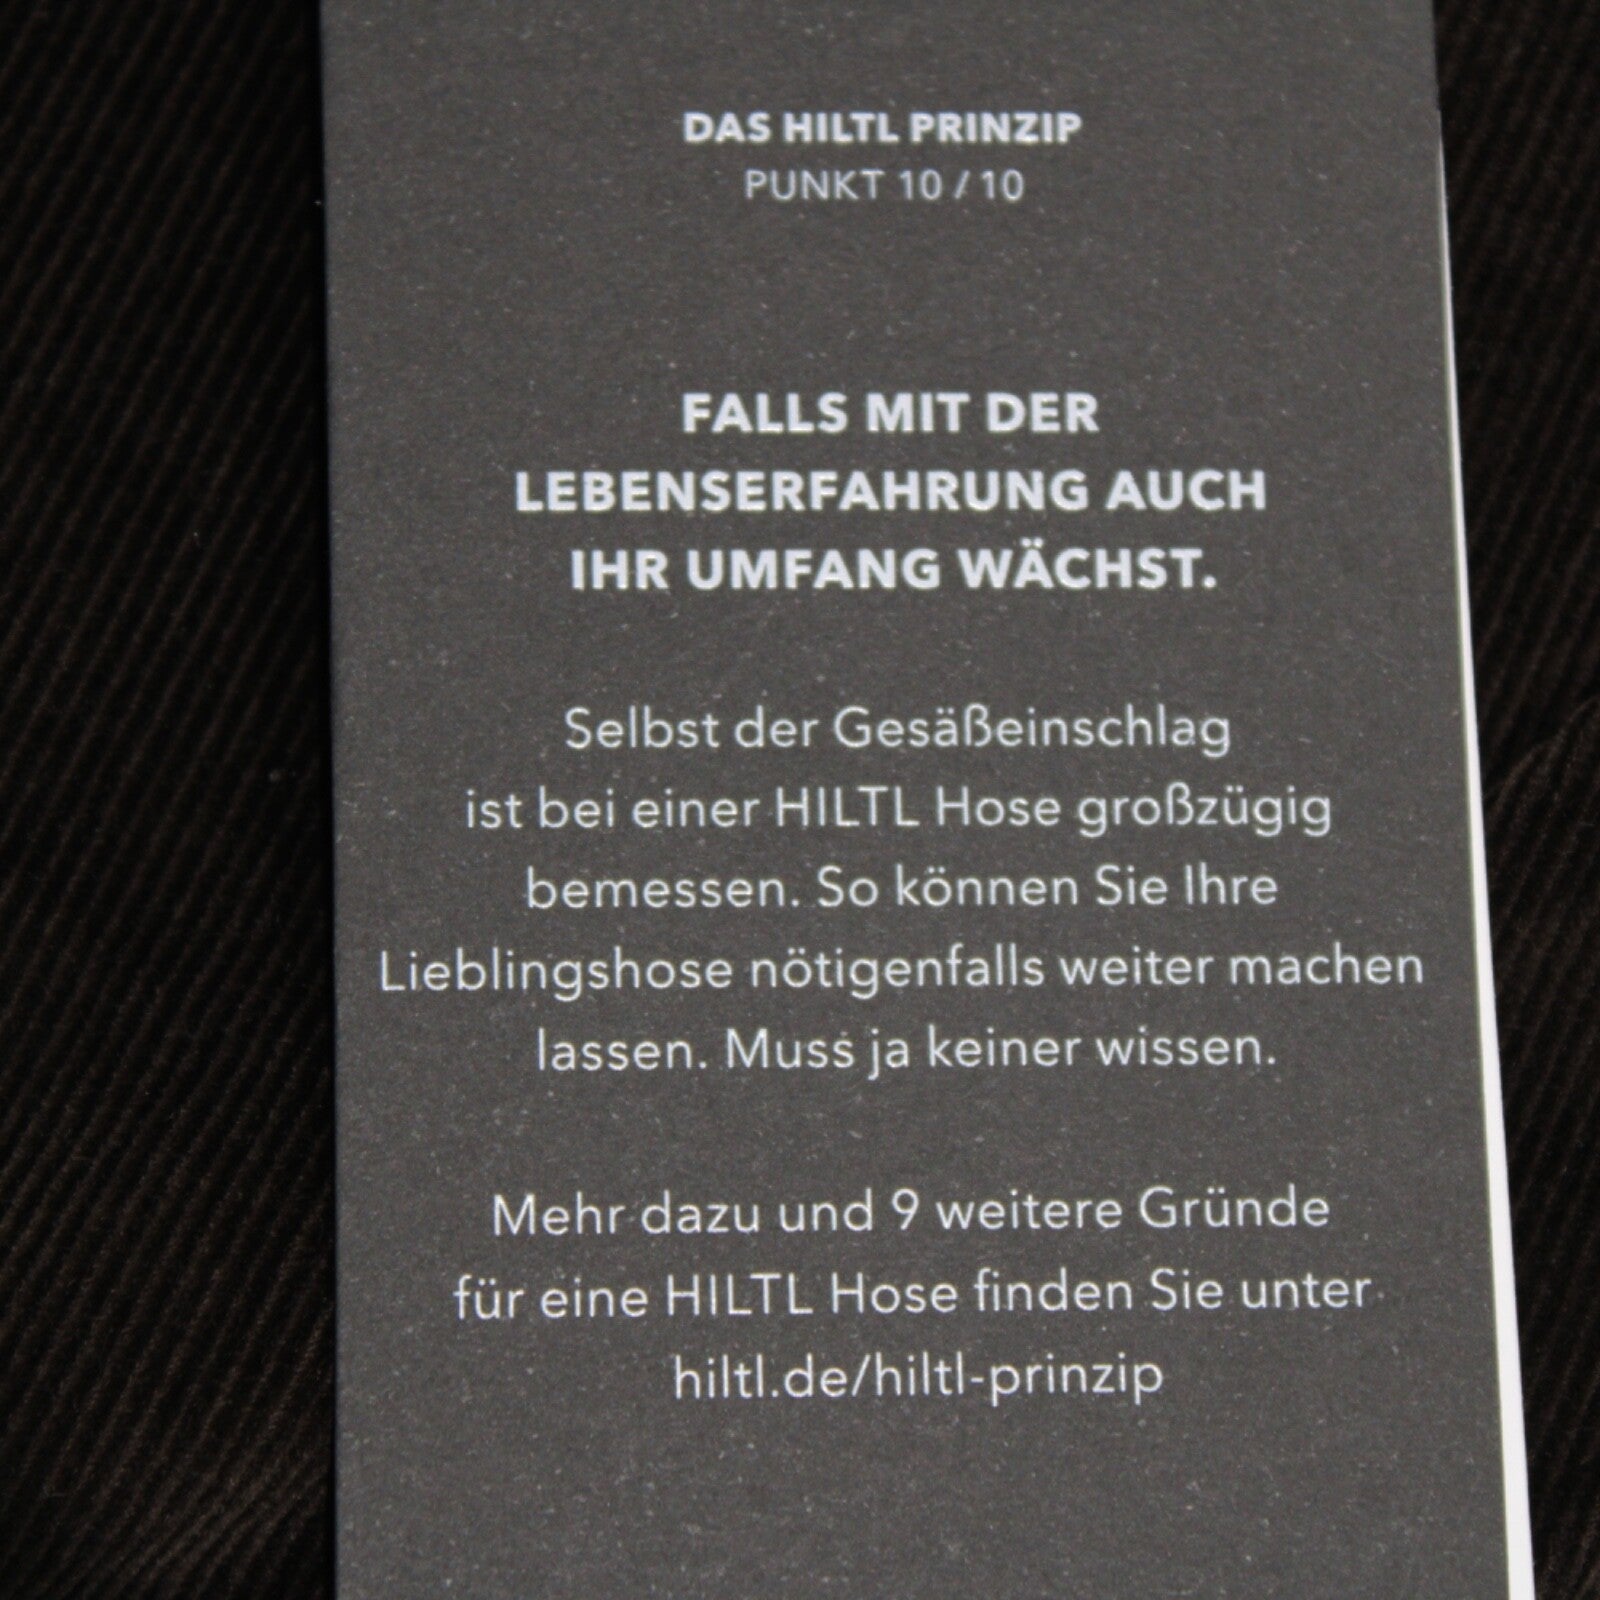 DAS HILTL PRINZIP
PUNKT 10 / 10
FALLS MIT DER
LEBENSERFAHRUNG AUCH
IHR UMFANG WÄCHST.
Selbst der Gesäßeinschlag
ist bei einer HILTL Hose großzügig
bemessen. So können Sie Ihre
Lieblingshose nötigenfalls weiter machen
lassen. Muss ja keiner wissen.
Mehr dazu und 9 weitere Gründe
für eine HILTL Hose finden Sie unter
hiltl.de/hiltl-prinzip